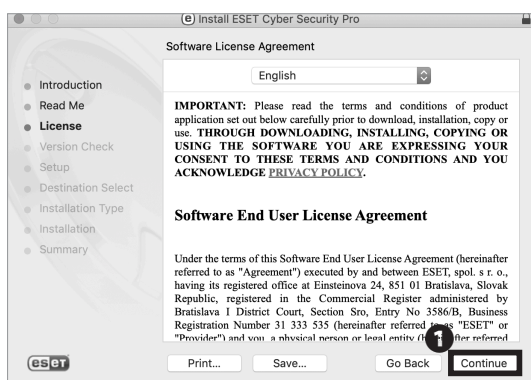 Install ESET Cyber Security Pro
Software License Agreement
English
Introduction
Read Me
License
Version Check
Setup
Destination Select
Installation Type
Installation
Summary
IMPORTANT: Please read the terms and conditions of product
application set out below carefully prior to download, installation, copy or
use. THROUGH DOWNLOADING, INSTALLING, COPYING OR
USING THE SOFTWARE YOU ARE EXPRESSING YOUR
CONSENT TO THESE TERMS AND CONDITIONS AND YOU
ACKNOWLEDGE PRIVACY POLICY.
Software End User License Agreement
Under the terms of this Software End User License Agreement (hereinafter
referred to as "Agreement") executed by and between ESET, spol. s r. o.,
having its registered office at Einsteinova 24, 851 01 Bratislava, Slovak
Republic, registered in the Commercial Register administered by
Bratislava I District Court, Section Sro, Entry No 3586/B, Business
Registration Number 31 333 535 (hereinafter referred to as "ESET" or
"Provider") and you, a physical person or legal entity referred
1
eset
Print...
Save...
Go Back
Continue